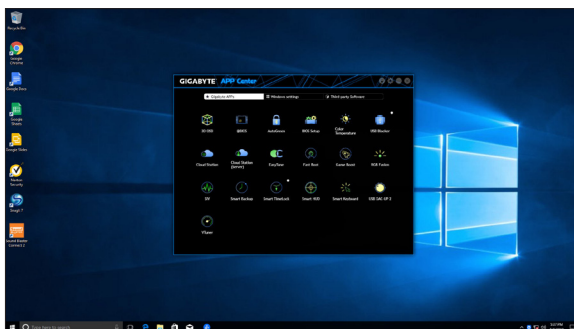 Recycle Bin
Google Chrome
Google Docs
Google Sheets
Google Slides
Norton Security
Sound Blaster Connect 2
GIGABYTE APP Center
Gigabyte APPs
Windows settings
Third party Software
3D OSD
@BIOS
AutoGreen
BIOS Setup
Color Temperature
USB Blocker
Cloud Station
Cloud Station (Server)
EasyTune
Fast Boot
Game Boost
RGB Fusion
SIV
Smart Backup
Smart TimeLock
Smart HUD
Smart Keyboard
USB DAC-UP 2
VTuner
Type here to search